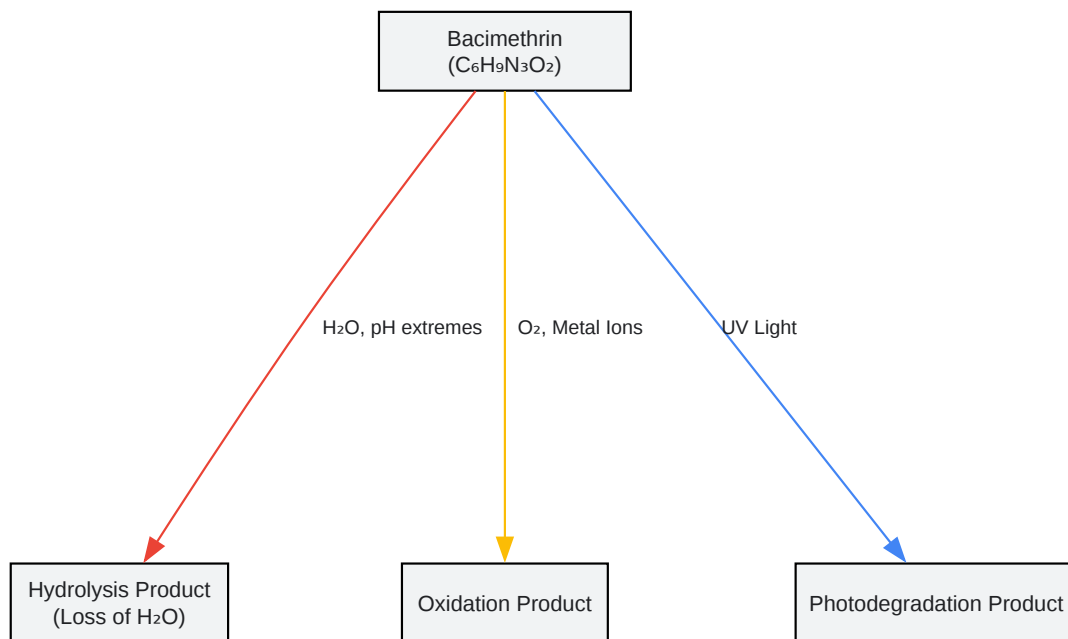 Bacimethrin
(C₆H₉N₃O₂)
H₂O, pH extremes
O₂, Metal Ions
UV Light
Hydrolysis Product
(Loss of H₂O)
Oxidation Product
Photodegradation Product